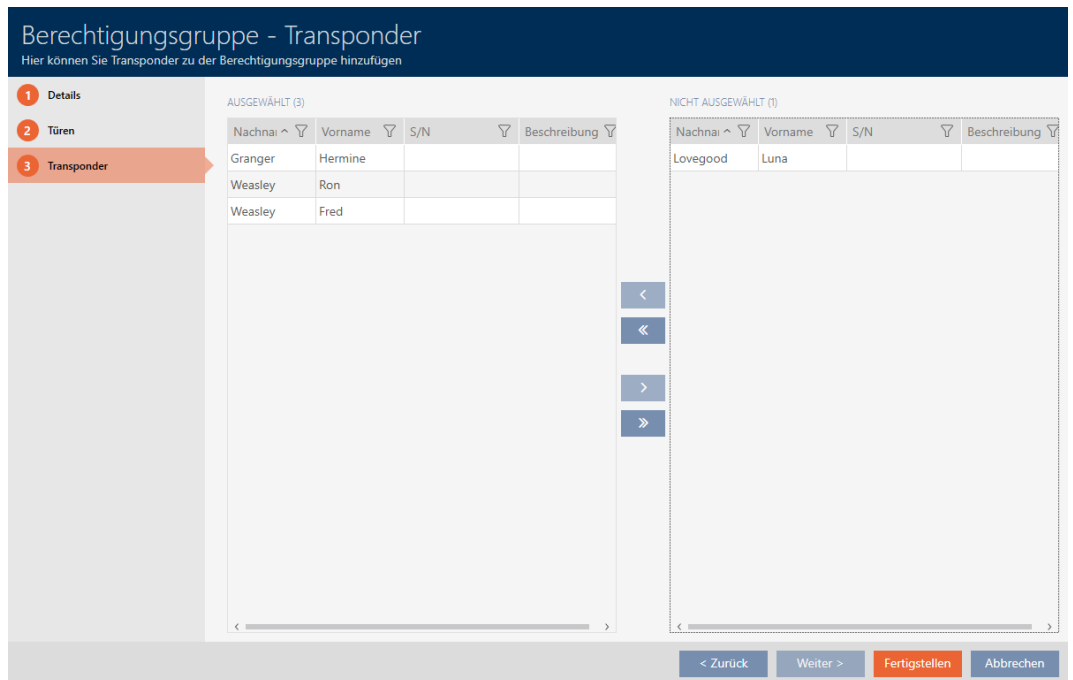 Berechtigungsgruppe - Transponder
Hier können Sie Transponder zu der Berechtigungsgruppe hinzufügen
1 Details
2 Türen
3 Transponder
AUSGEWÄHLT (3)
Nachnai Vorname S/N Beschreibung
Granger Hermine
Weasley Ron
Weasley Fred
NICHT AUSGEWÄHLT (1)
Nachnai Vorname S/N Beschreibung
Lovegood Luna
< Zurück Weiter > Fertigstellen Abbrechen